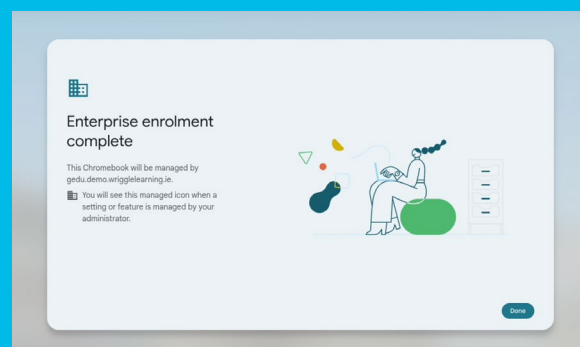 Enterprise enrolment
complete
This Chromebook will be managed by
gedu.demo.wrigglelearning.ie.
You will see this managed icon when a
setting or feature is managed by your
administrator.
Done